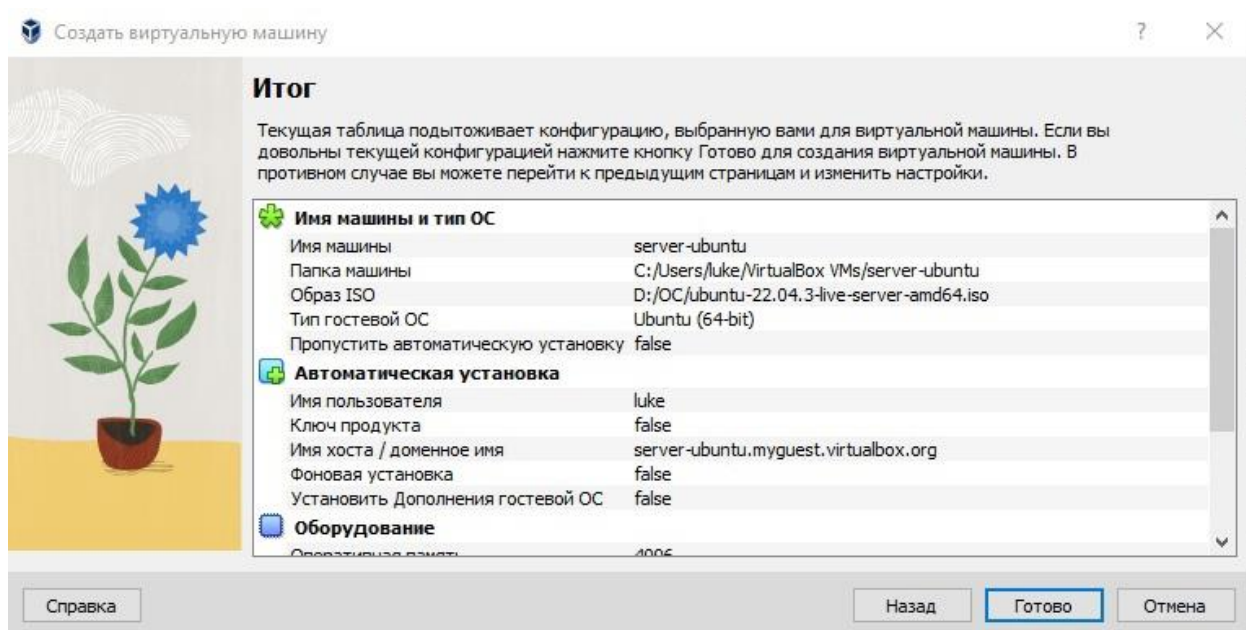 Создать виртуальную машину
?
Итог
Текущая таблица подытоживает конфигурацию, выбранную вами для виртуальной машины. Если вы
довольны текущей конфигурацией нажмите кнопку Готово для создания виртуальной машины. В
противном случае вы можете перейти к предыдущим страницам и изменить настройки.
Имя машины и тип ОС
Имя машины server-ubuntu
Папка машины C:/Users/luke/VirtualBox VMs/server-ubuntu
Образ ISO D:/ОС/ubuntu-22.04.3-live-server-amd64.iso
Тип гостевой ОС Ubuntu (64-bit)
Пропустить автоматическую установку false
Автоматическая установка
Имя пользователя luke
Ключ продукта false
Имя хоста / доменное имя server-ubuntu.myguest.virtualbox.org
Фоновая установка false
Установить Дополнения гостевой ОС false
Оборудование
Оперативная память
Справка
Назад
Готово
Отмена